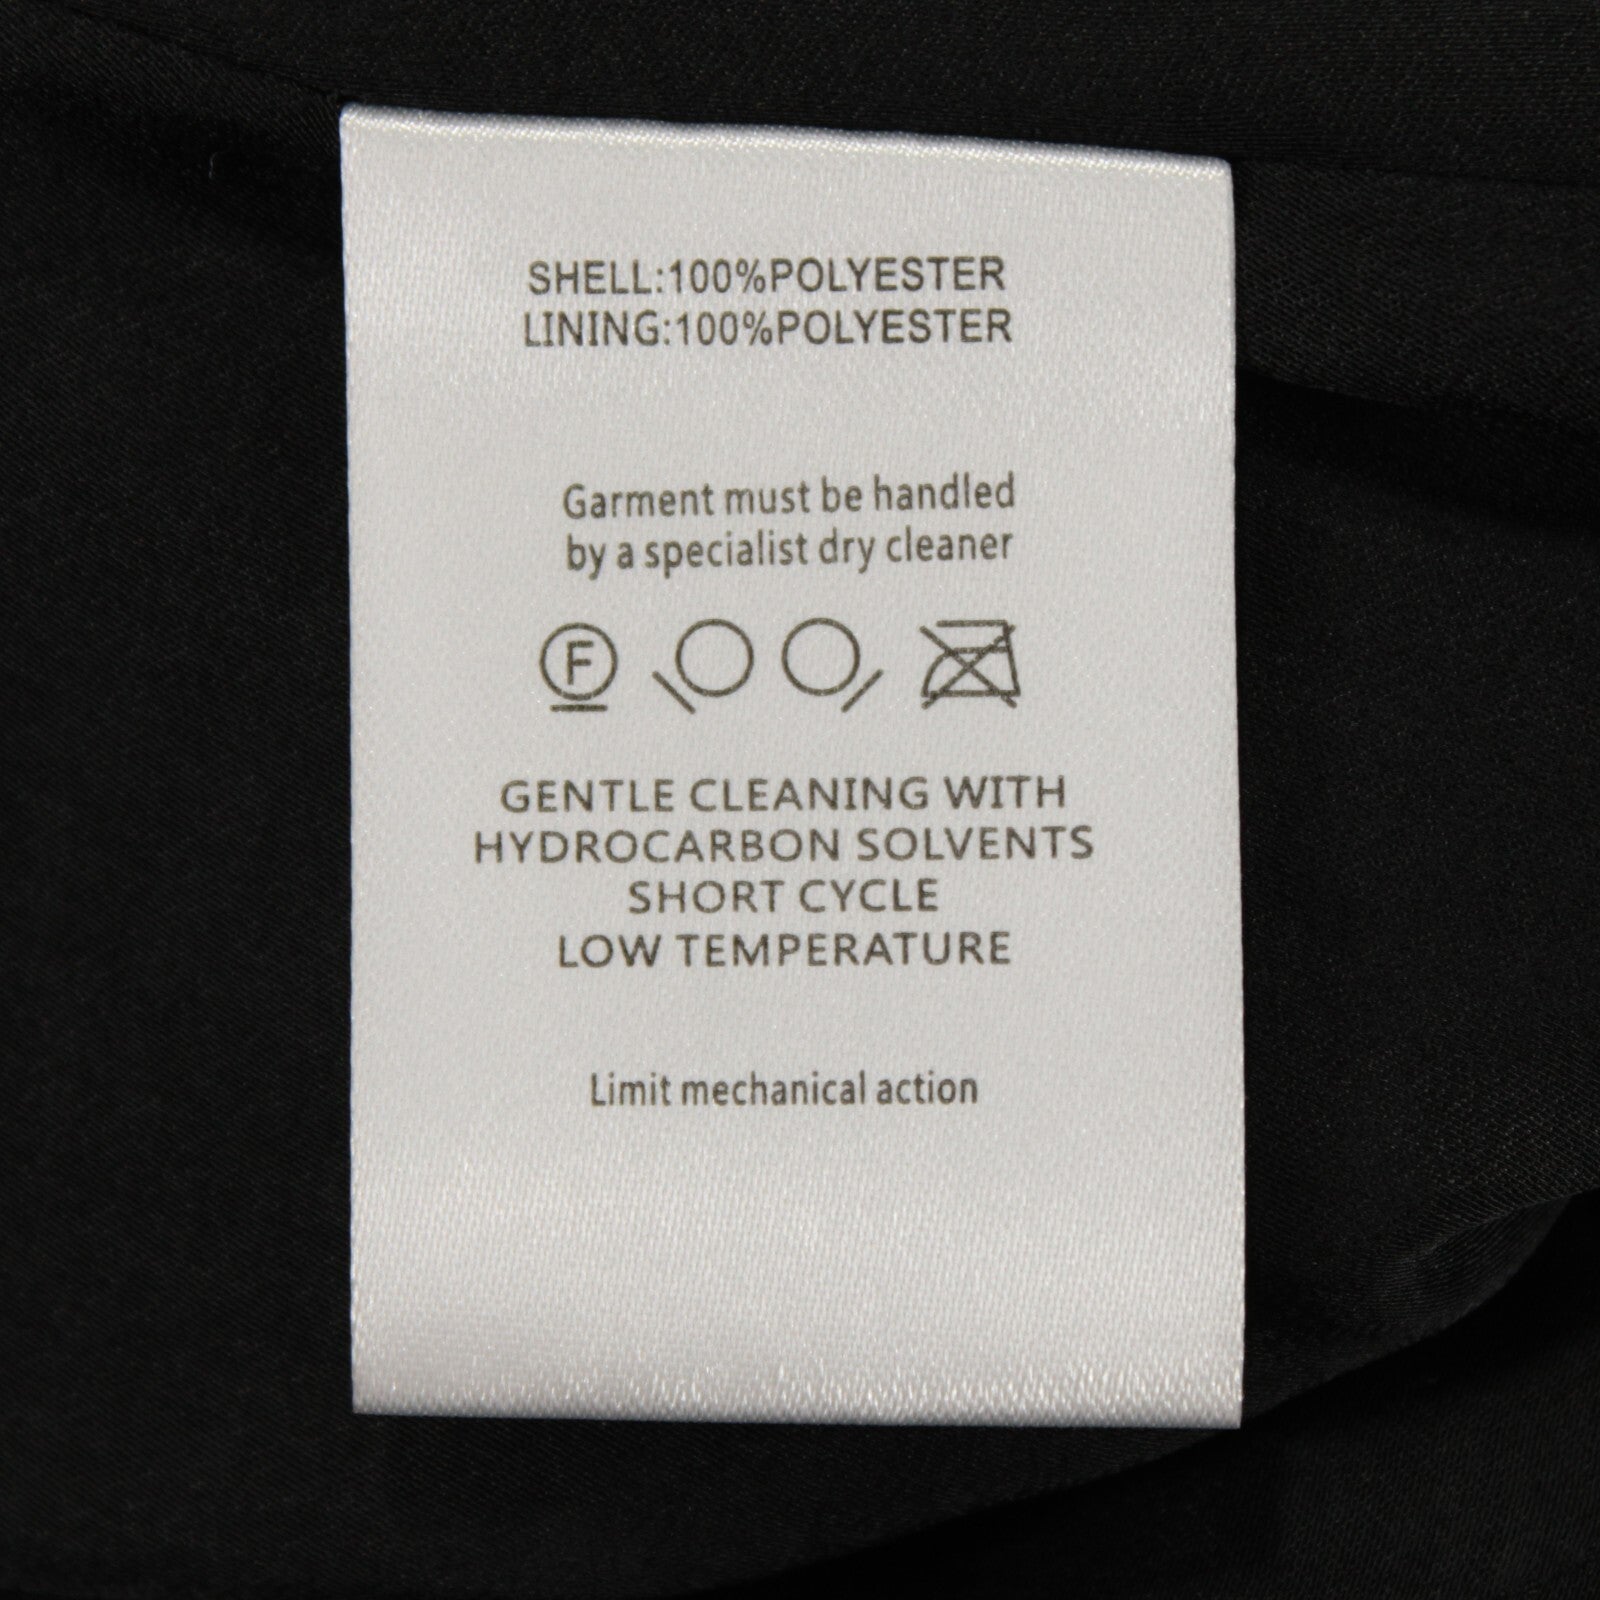 SHELL:100%POLYESTER
LINING:100%POLYESTER
Garment must be handled
by a specialist dry cleaner
F
GENTLE CLEANING WITH
HYDROCARBON SOLVENTS
SHORT CYCLE
LOW TEMPERATURE
Limit mechanical action